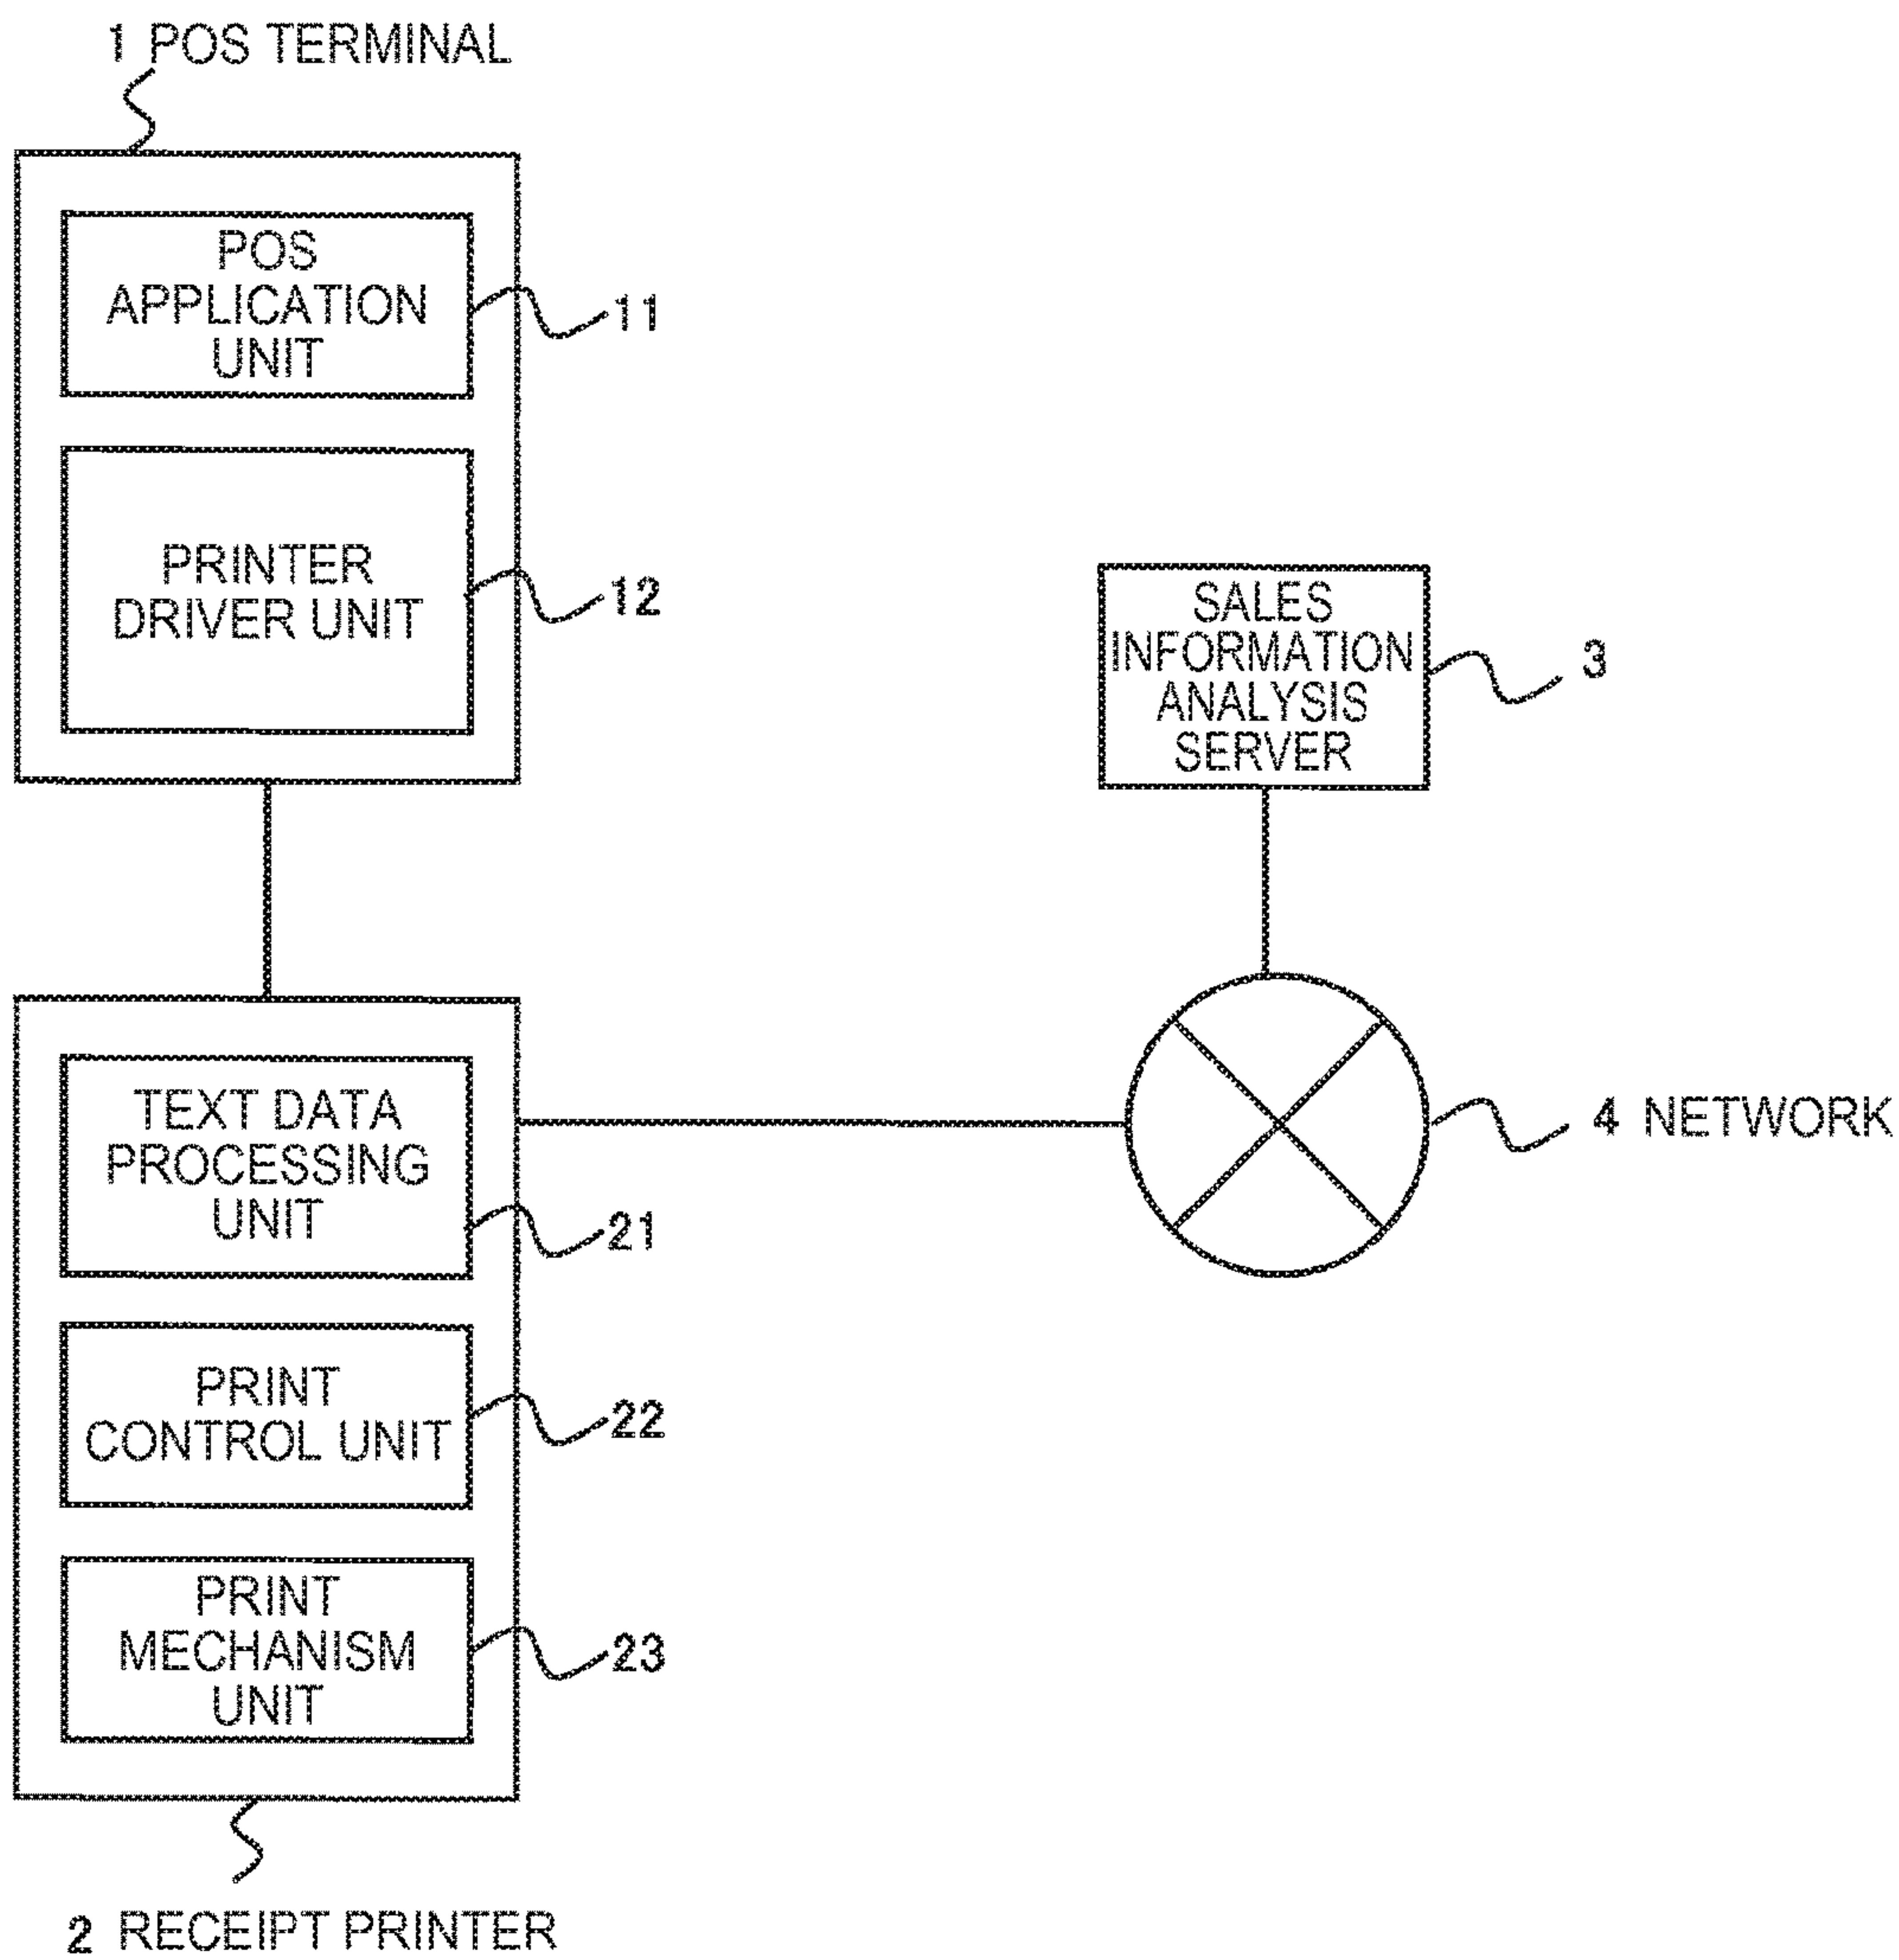 1 POS TERMINAL
POS
APPLICATION
UNIT
11
PRINTER
DRIVER UNIT
12
SALES
INFORMATION
ANALYSIS
SERVER
3
TEXT DATA
PROCESSING
UNIT
21
4 NETWORK
PRINT
CONTROL UNIT
22
PRINT
MECHANISM
UNIT
23
2 RECEIPT PRINTER